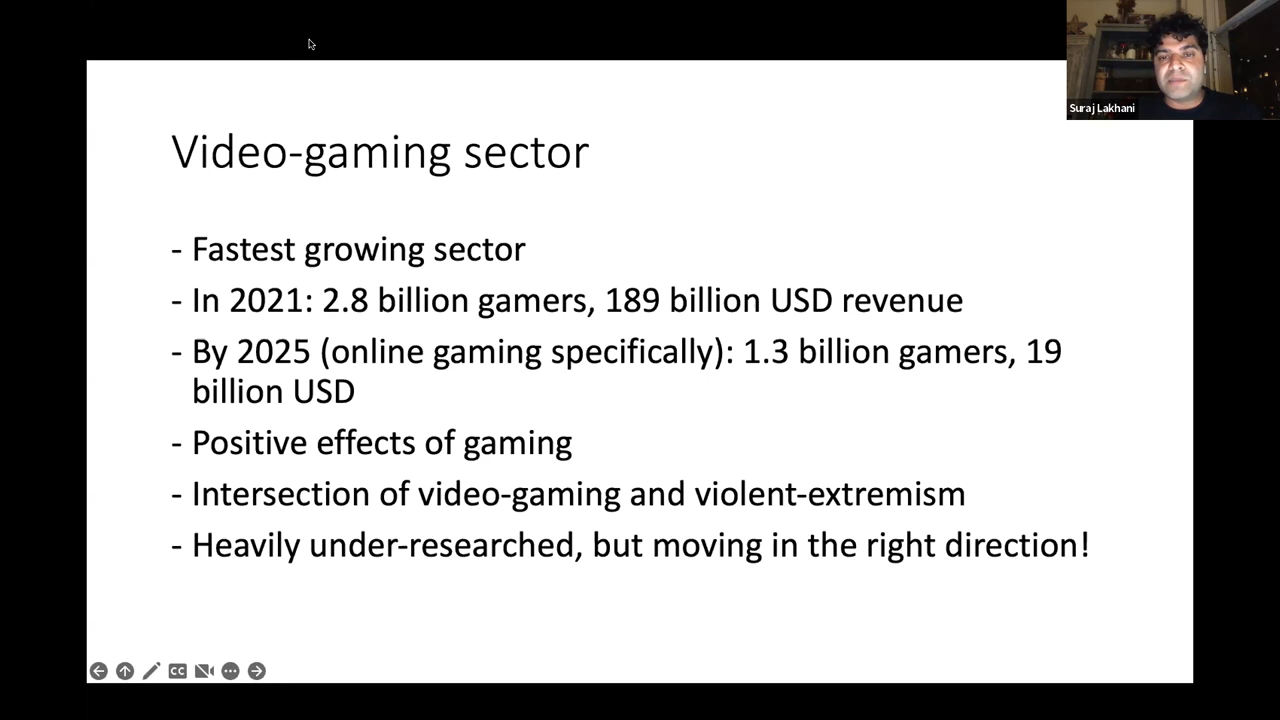 Suraj Lakhani
Video-gaming sector
- Fastest growing sector
- In 2021: 2.8 billion gamers, 189 billion USD revenue
- By 2025 (online gaming specifically): 1.3 billion gamers, 19
billion USD
- Positive effects of gaming
- Intersection of video-gaming and violent-extremism
- Heavily under-researched, but moving in the right direction!
CC